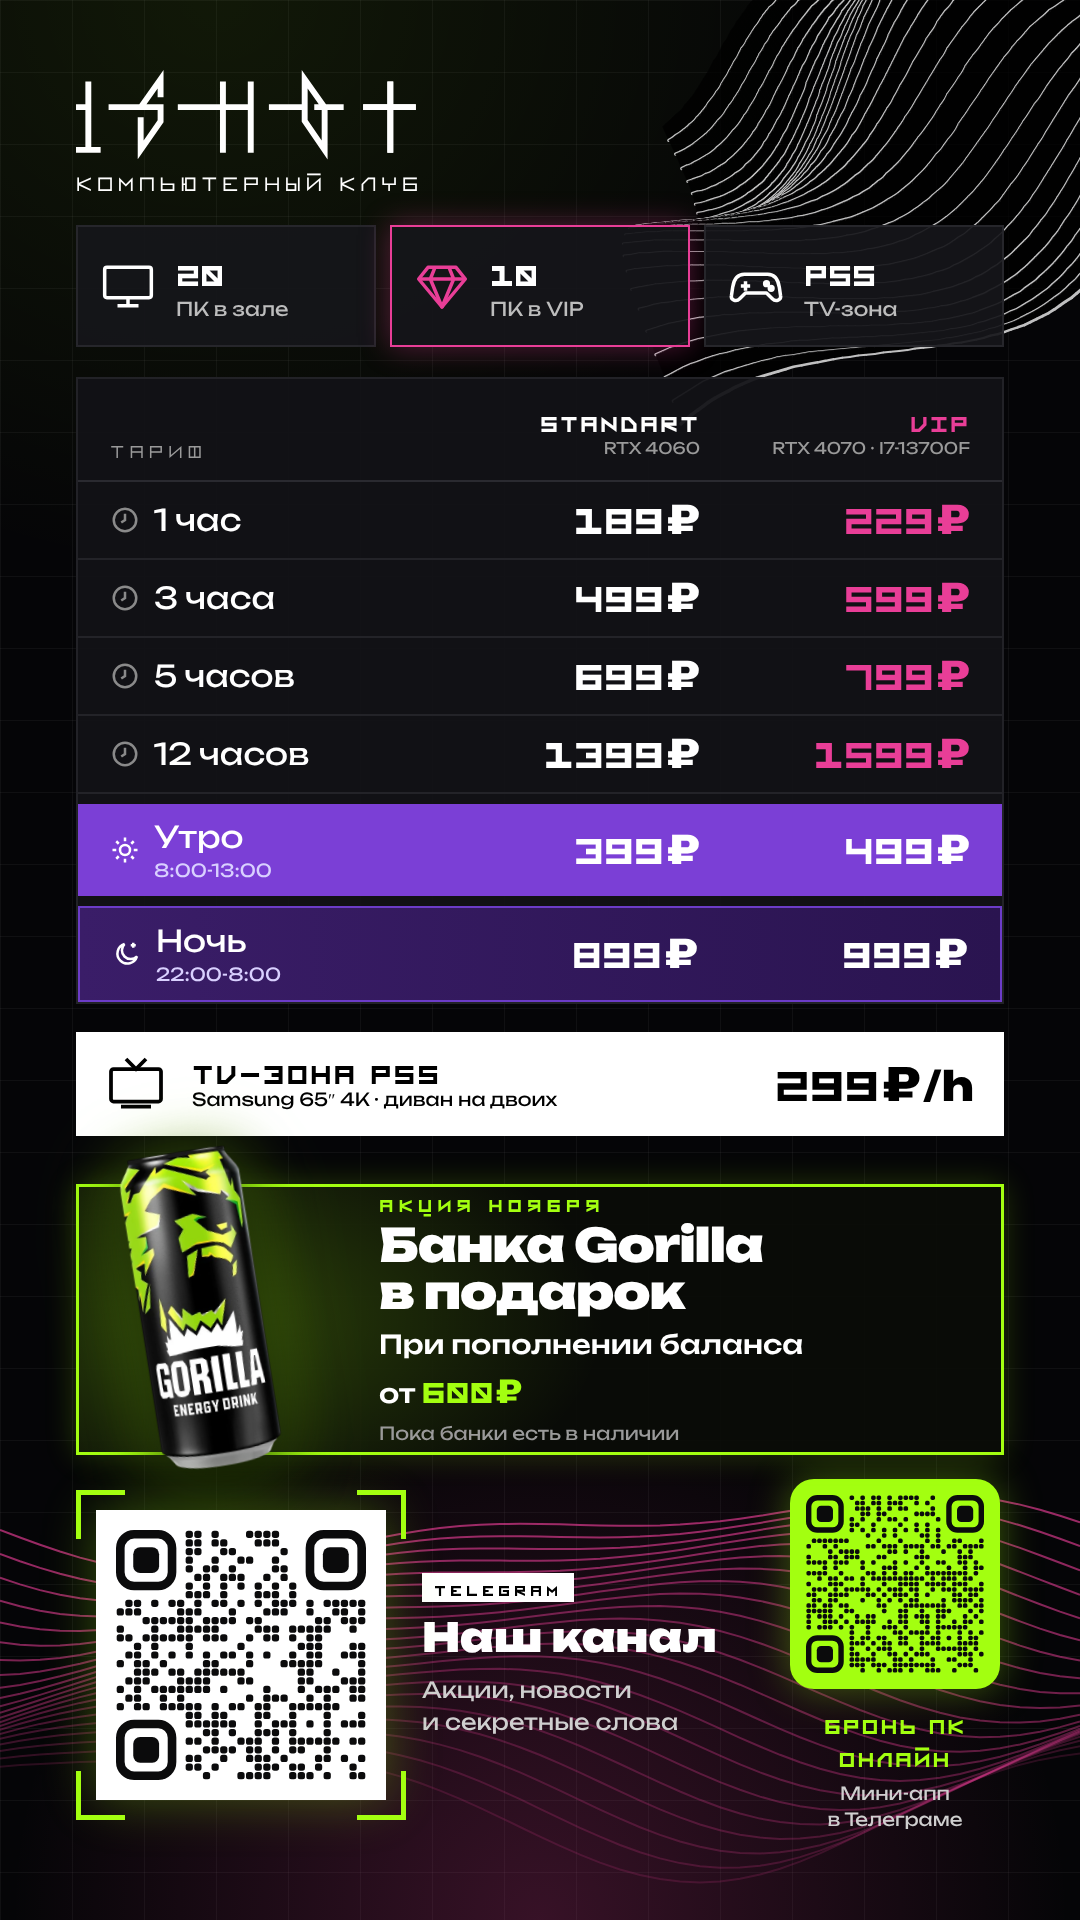 1SHOT
КОМПЬЮТЕРНЫЙ КЛУБ
20
ПК в зале
10
ПК в VIP
PS5
TV-зона
ТАРИФ
STANDART
RTX 4060
VIP
RTX 4070 · I7-13700F
1 час 189₽ 229₽
3 часа 499₽ 599₽
5 часов 699₽ 799₽
12 часов 1399₽ 1599₽
Утро 399₽ 499₽
8:00-13:00
Ночь 899₽ 999₽
22:00-8:00
TV-ЗОНА PS5
Samsung 65″ 4K · диван на двоих
299₽/h
АКЦИЯ НОЯБРЯ
Банка Gorilla
в подарок
При пополнении баланса
от 600₽
Пока банки есть в наличии
GORILLA
ENERGY DRINK
TELEGRAM
Наш канал
Акции, новости
и секретные слова
БРОНЬ ПК
ОНЛАЙН
Мини-апп
в Телеграме